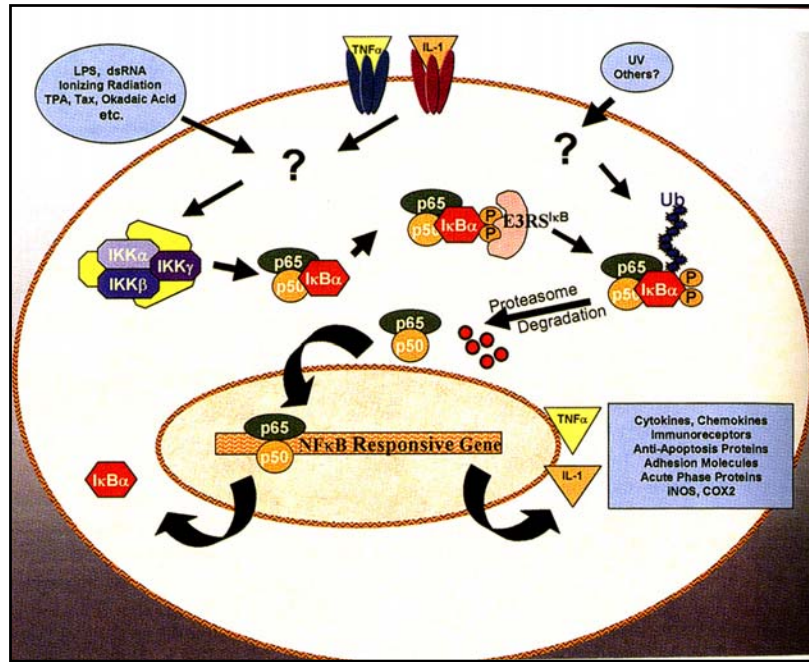 TNFα
IL-1
LPS, dsRNA
Ionizing Radiation
TPA, Tax, Okadaic Acid
etc.
UV
Others?
?
?
Ub
p65
p50
IκBα
P
P
E3RS^IκB
IKKα
IKKγ
IKKβ
p65
p50
IκBα
p65
p50
IκBα
P
P
Proteasome
Degradation
p65
p50
p65
p50
NFκB Responsive Gene
TNFα
IL-1
Cytokines, Chemokines
Immunoreceptors
Anti-Apoptosis Proteins
Adhesion Molecules
Acute Phase Proteins
iNOS, COX2
IκBα